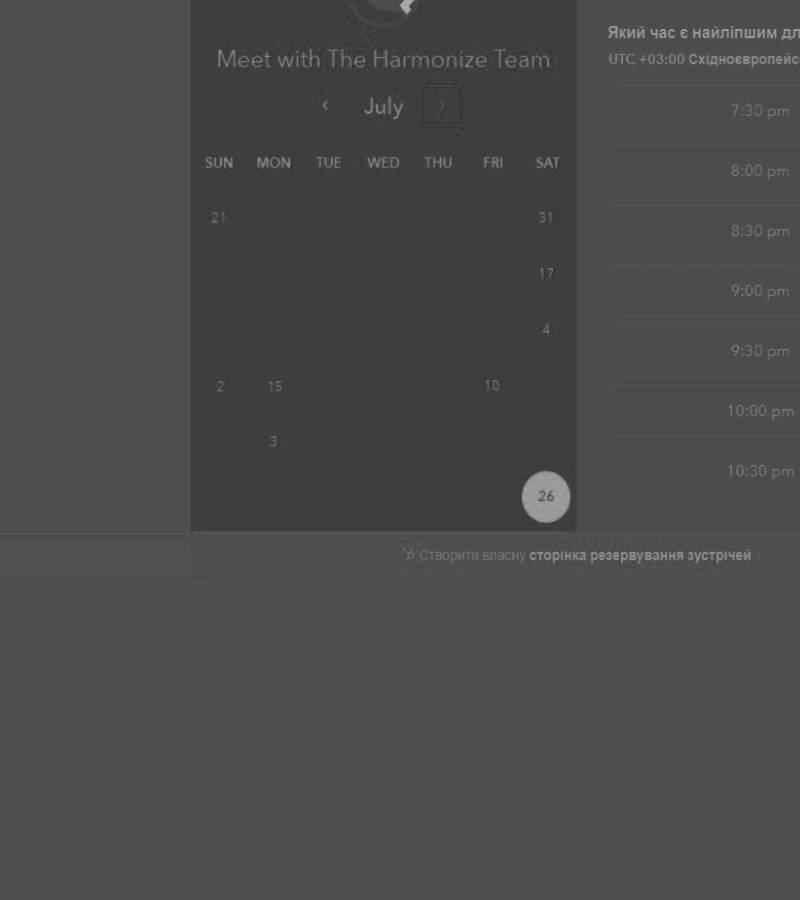 Meet with The Harmonize Team
‹ July ›
SUN MON TUE WED THU FRI SAT
21 31
17
4
2 15 10
3
26
Який час є найліпшим дл
UTC +03:00 Східноєвропейс
7:30 pm
8:00 pm
8:30 pm
9:00 pm
9:30 pm
10:00 pm
10:30 pm
Створити власну сторінка резервування зустрічей